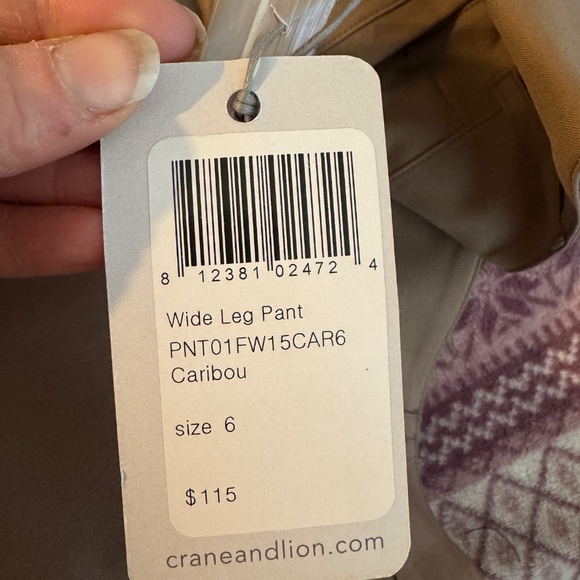 8 12381 02472 4
Wide Leg Pant
PNT01FW15CAR6
Caribou
size 6
$115
craneandlion.com